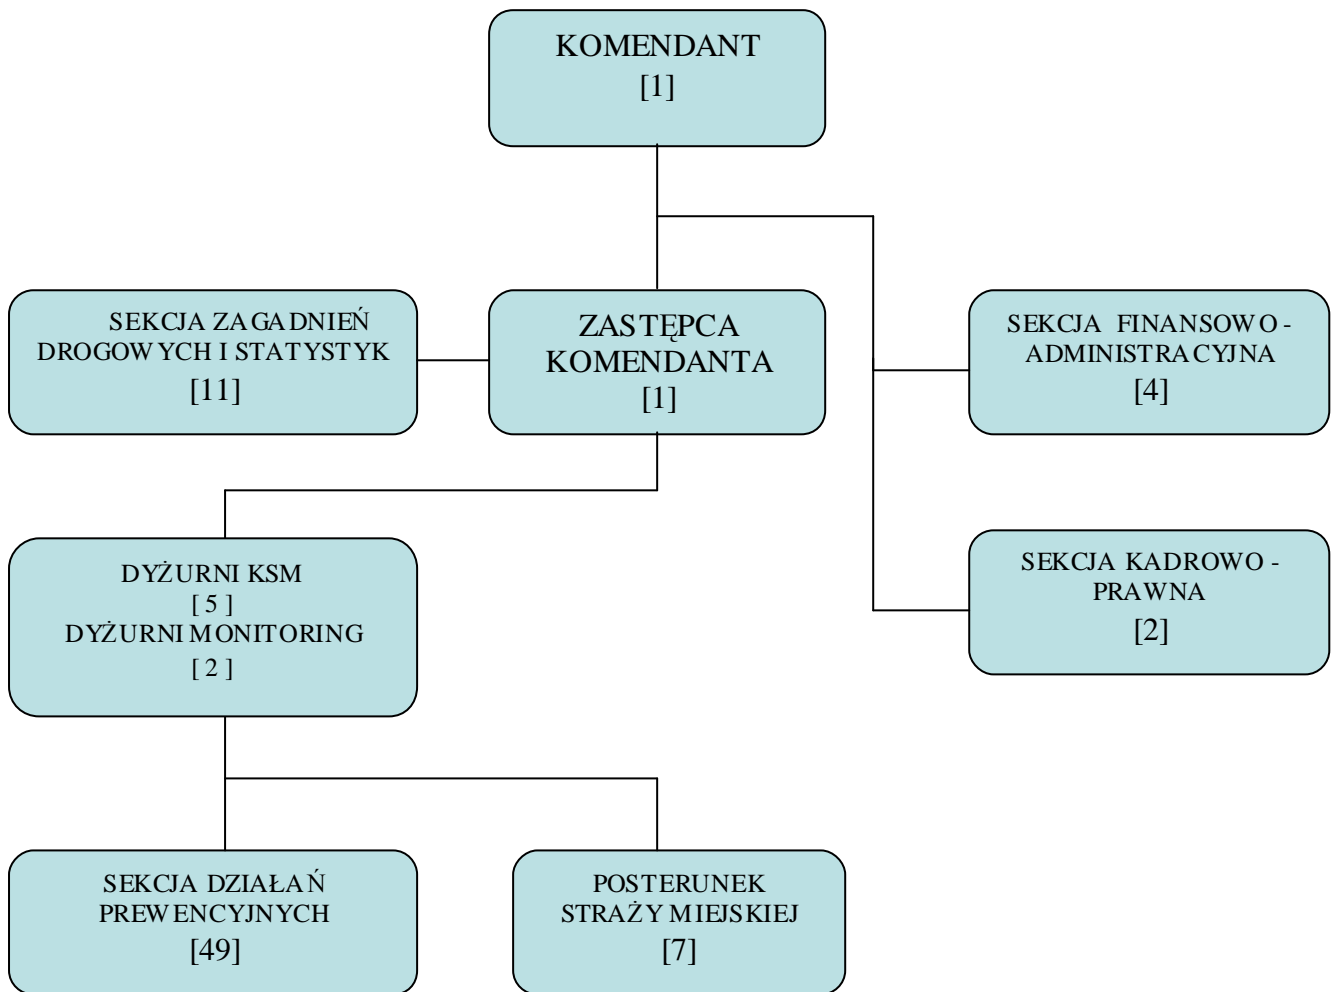 KOMENDANT
[1]
SEKCJA ZAGADNIEŃ
DROGOWYCH I STATYSTYK
[11]
ZASTĘPCA
KOMENDANTA
[1]
SEKCJA FINANSOWO -
ADMINISTRACYJNA
[4]
DYŻURNI KSM
[ 5 ]
DYŻURNI MONITORING
[ 2 ]
SEKCJA KADROWO -
PRAWNA
[2]
SEKCJA DZIAŁAŃ
PREWENCYJNYCH
[49]
POSTERUNEK
STRAŻY MIEJSKIEJ
[7]